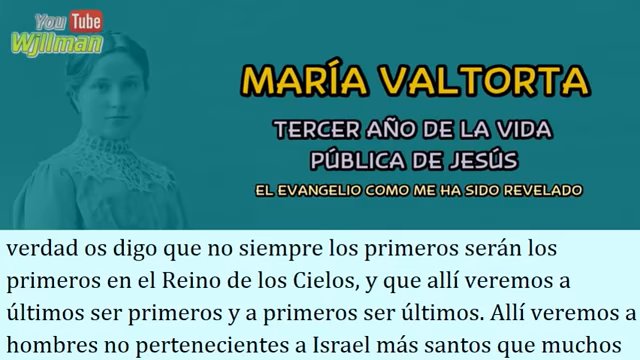 You Tube
Wjllman
MARÍA VALTORTA
TERCER AÑO DE LA VIDA
PÚBLICA DE JESÚS
EL EVANGELIO COMO ME HA SIDO REVELADO
verdad os digo que no siempre los primeros serán los
primeros en el Reino de los Cielos, y que allí veremos a
últimos ser primeros y a primeros ser últimos. Allí veremos a
hombres no pertenecientes a Israel más santos que muchos